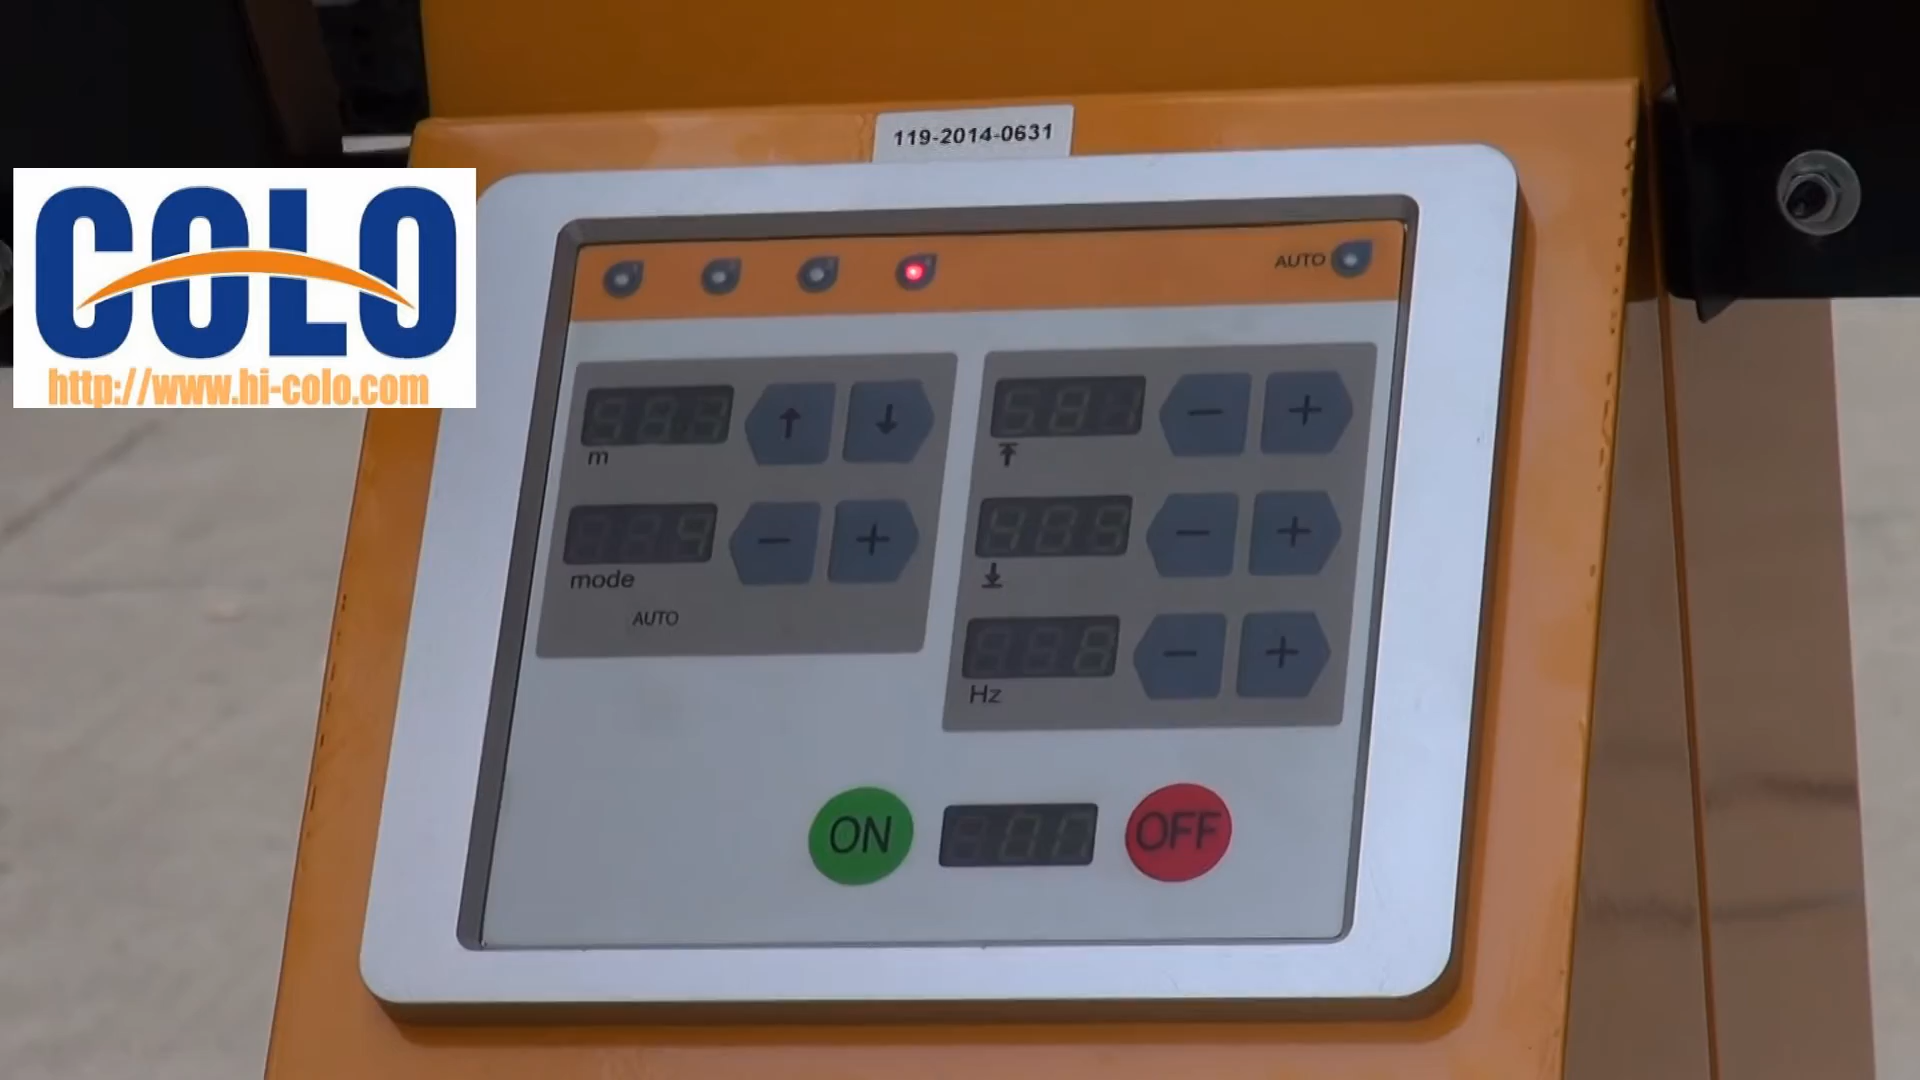 119-2014-0631
COLO
http://www.hi-colo.com
AUTO
m
mode
AUTO
Hz
ON
OFF